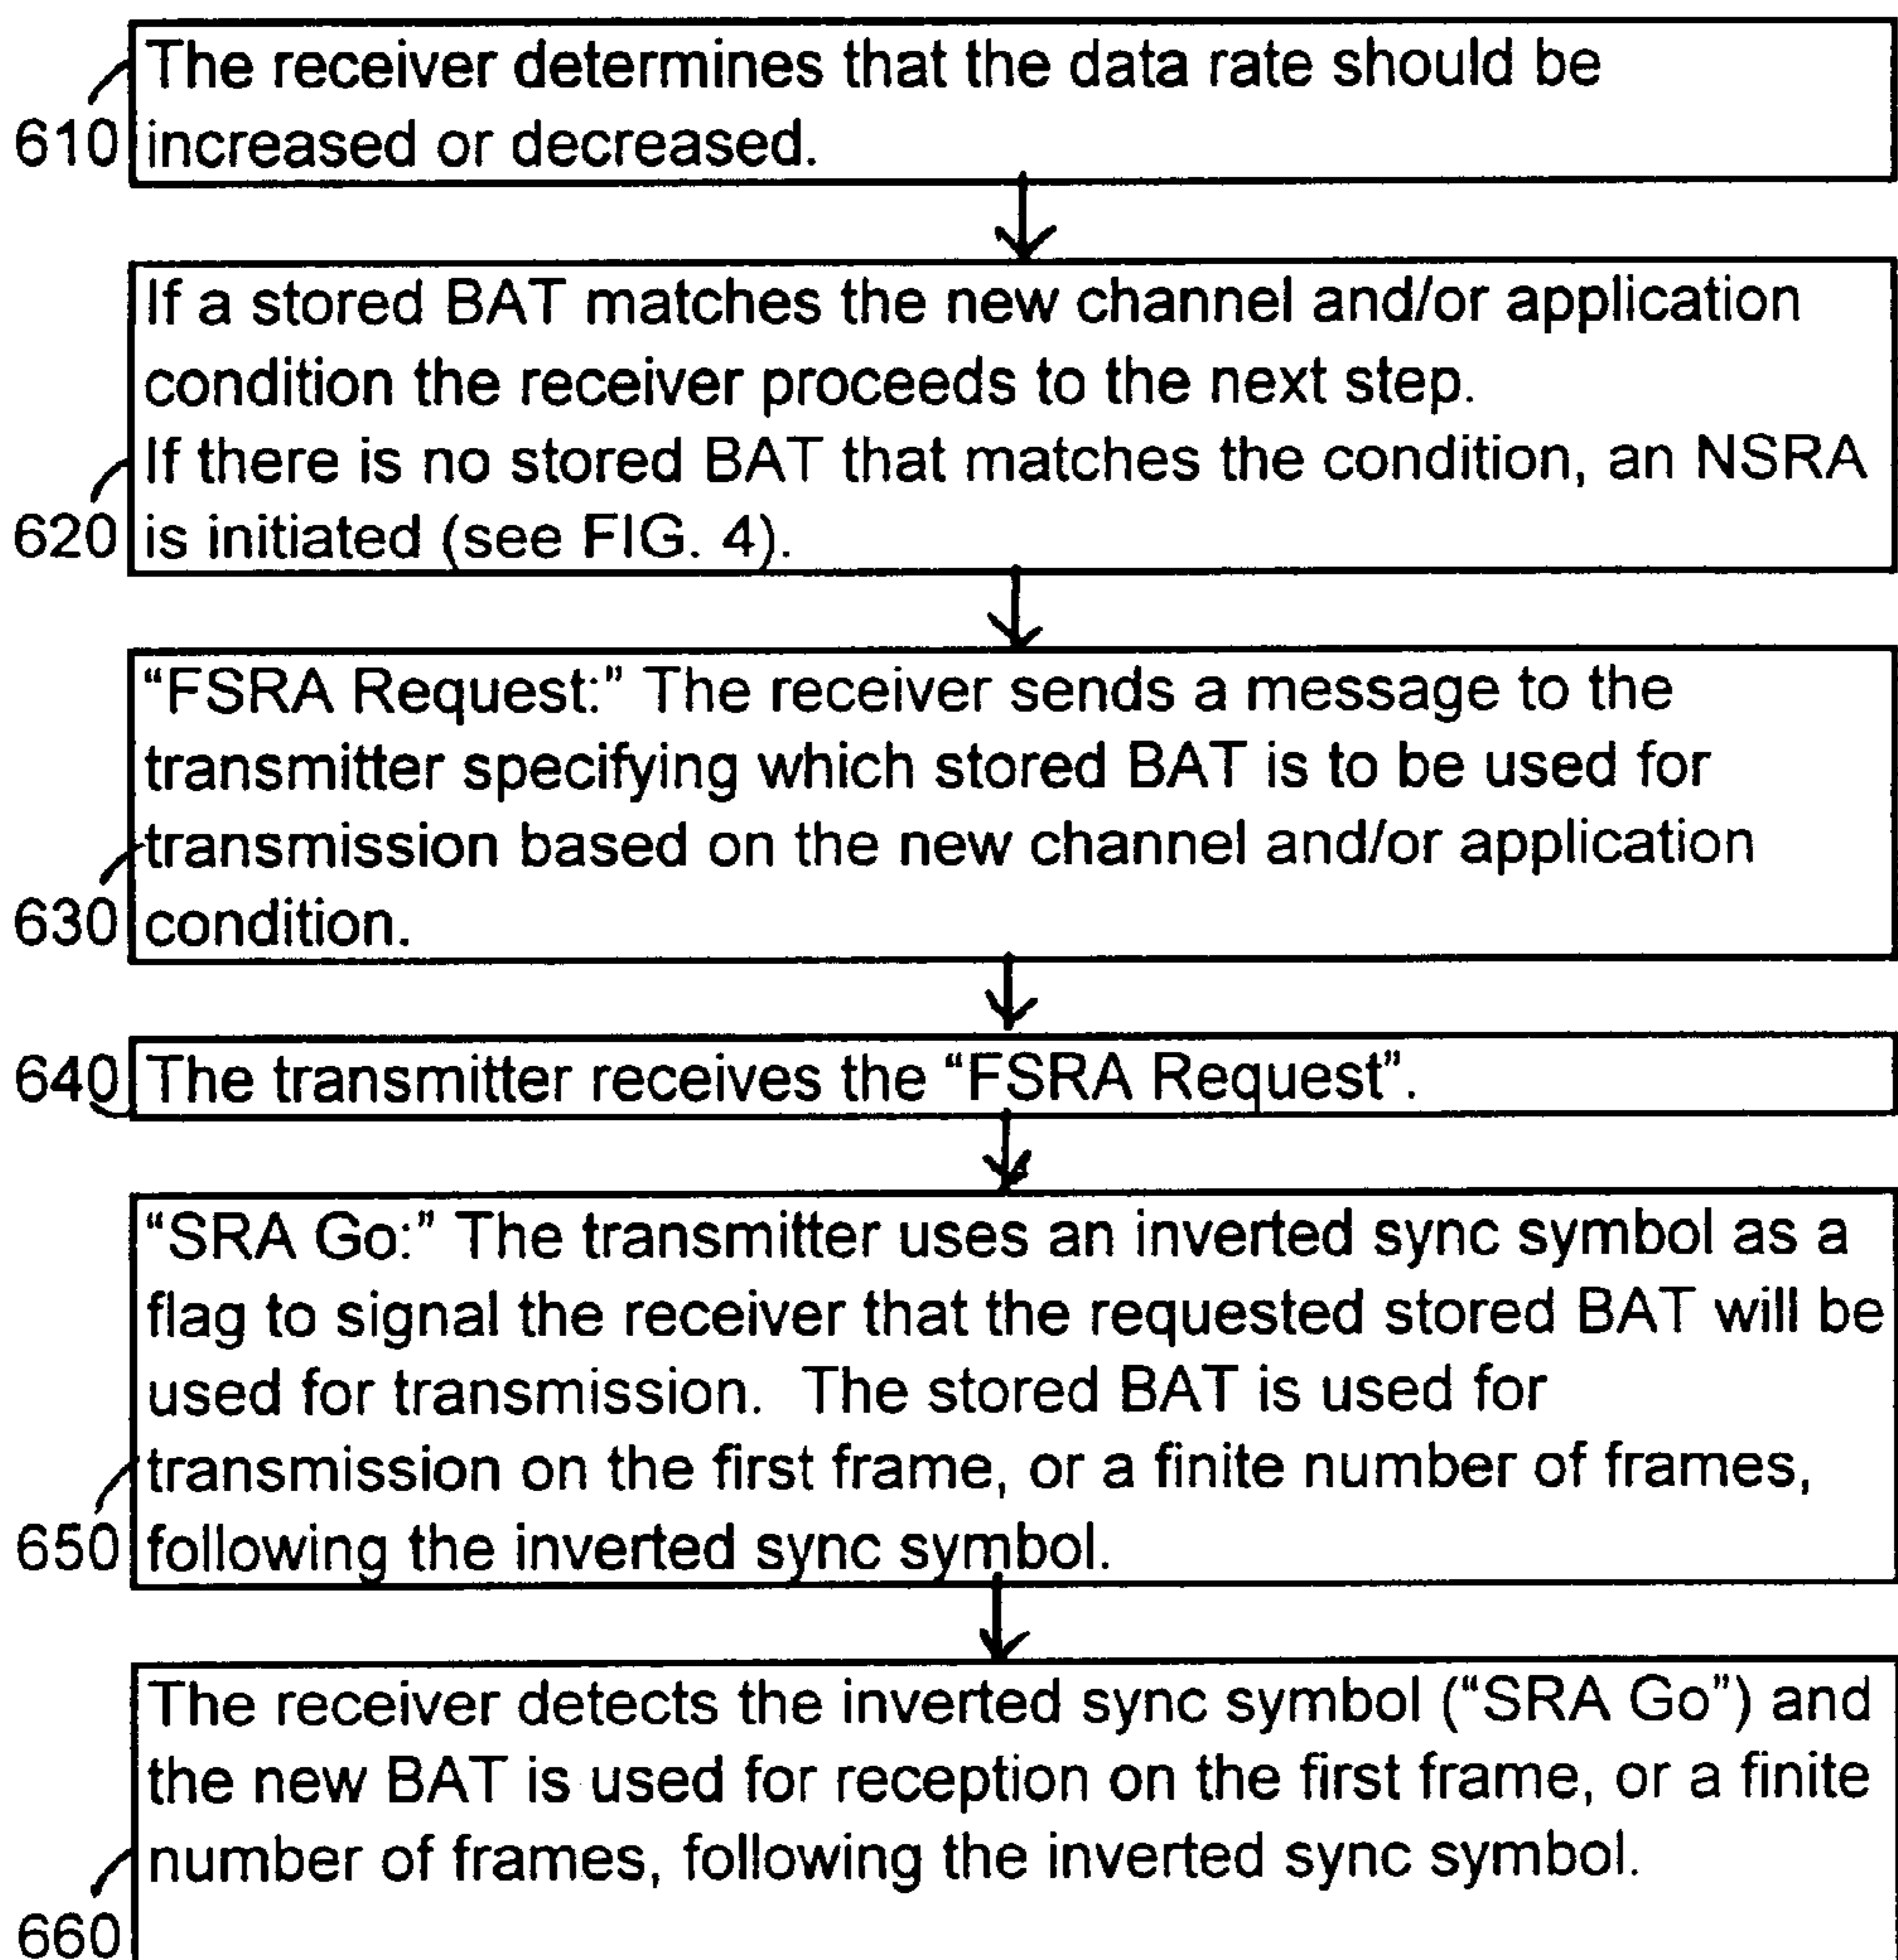 The receiver determines that the data rate should be
610 increased or decreased.
If a stored BAT matches the new channel and/or application
condition the receiver proceeds to the next step.
If there is no stored BAT that matches the condition, an NSRA
620 is initiated (see FIG. 4).
“FSRA Request:” The receiver sends a message to the
transmitter specifying which stored BAT is to be used for
transmission based on the new channel and/or application
630 condition.
640 The transmitter receives the “FSRA Request”.
“SRA Go:” The transmitter uses an inverted sync symbol as a
flag to signal the receiver that the requested stored BAT will be
used for transmission. The stored BAT is used for
transmission on the first frame, or a finite number of frames,
650 following the inverted sync symbol.
The receiver detects the inverted sync symbol (“SRA Go”) and
the new BAT is used for reception on the first frame, or a finite
number of frames, following the inverted sync symbol.
660